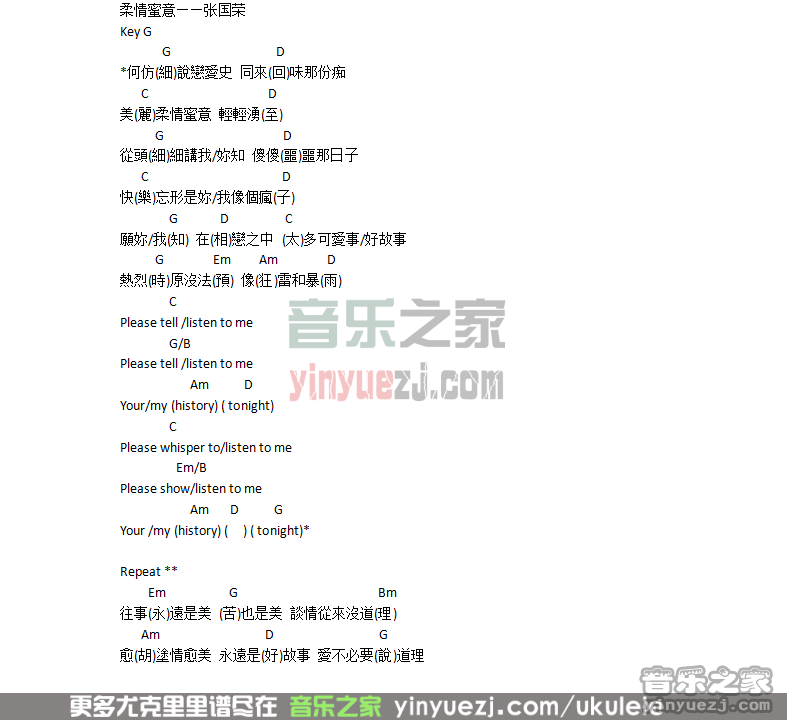 柔情蜜意——张国荣
Key G
G D
*何仿(細)說戀愛史 同來(回)味那份痴
C D
美(麗)柔情蜜意 輕輕湧(至)
G D
從頭(細)細講我/妳知 傻傻(噩)噩那日子
C D
快(樂)忘形是妳/我像個瘋(子)
G D C
願妳/我(知) 在(相)戀之中 (太)多可愛事/好故事
G Em Am D
熱烈(時)原沒法(預) 像(狂)雷和暴(雨)
C
Please tell /listen to me
G/B
Please tell /listen to me
Am D
Your/my (history) ( tonight)
C
Please whisper to/listen to me
Em/B
Please show/listen to me
Am D G
Your /my (history) ( ) ( tonight)*
Repeat **
Em G Bm
往事(永)遠是美 (苦)也是美 談情從來沒道(理)
Am D G
愈(胡)塗情愈美 永遠是(好)故事 愛不必要(說)道理
音乐之家
yinyuezj.com
音乐之家
yinyuezj.com
更多尤克里里谱尽在 音乐之家 yinyuezj.com/ukulele